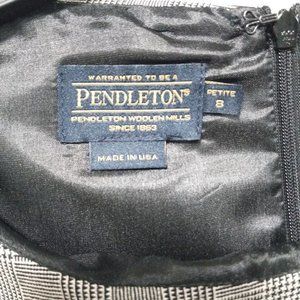 WARRANTED TO BE A
PENDLETON®
PENDLETON WOOLEN MILLS
SINCE 1863
PETITE
8
MADE IN USA